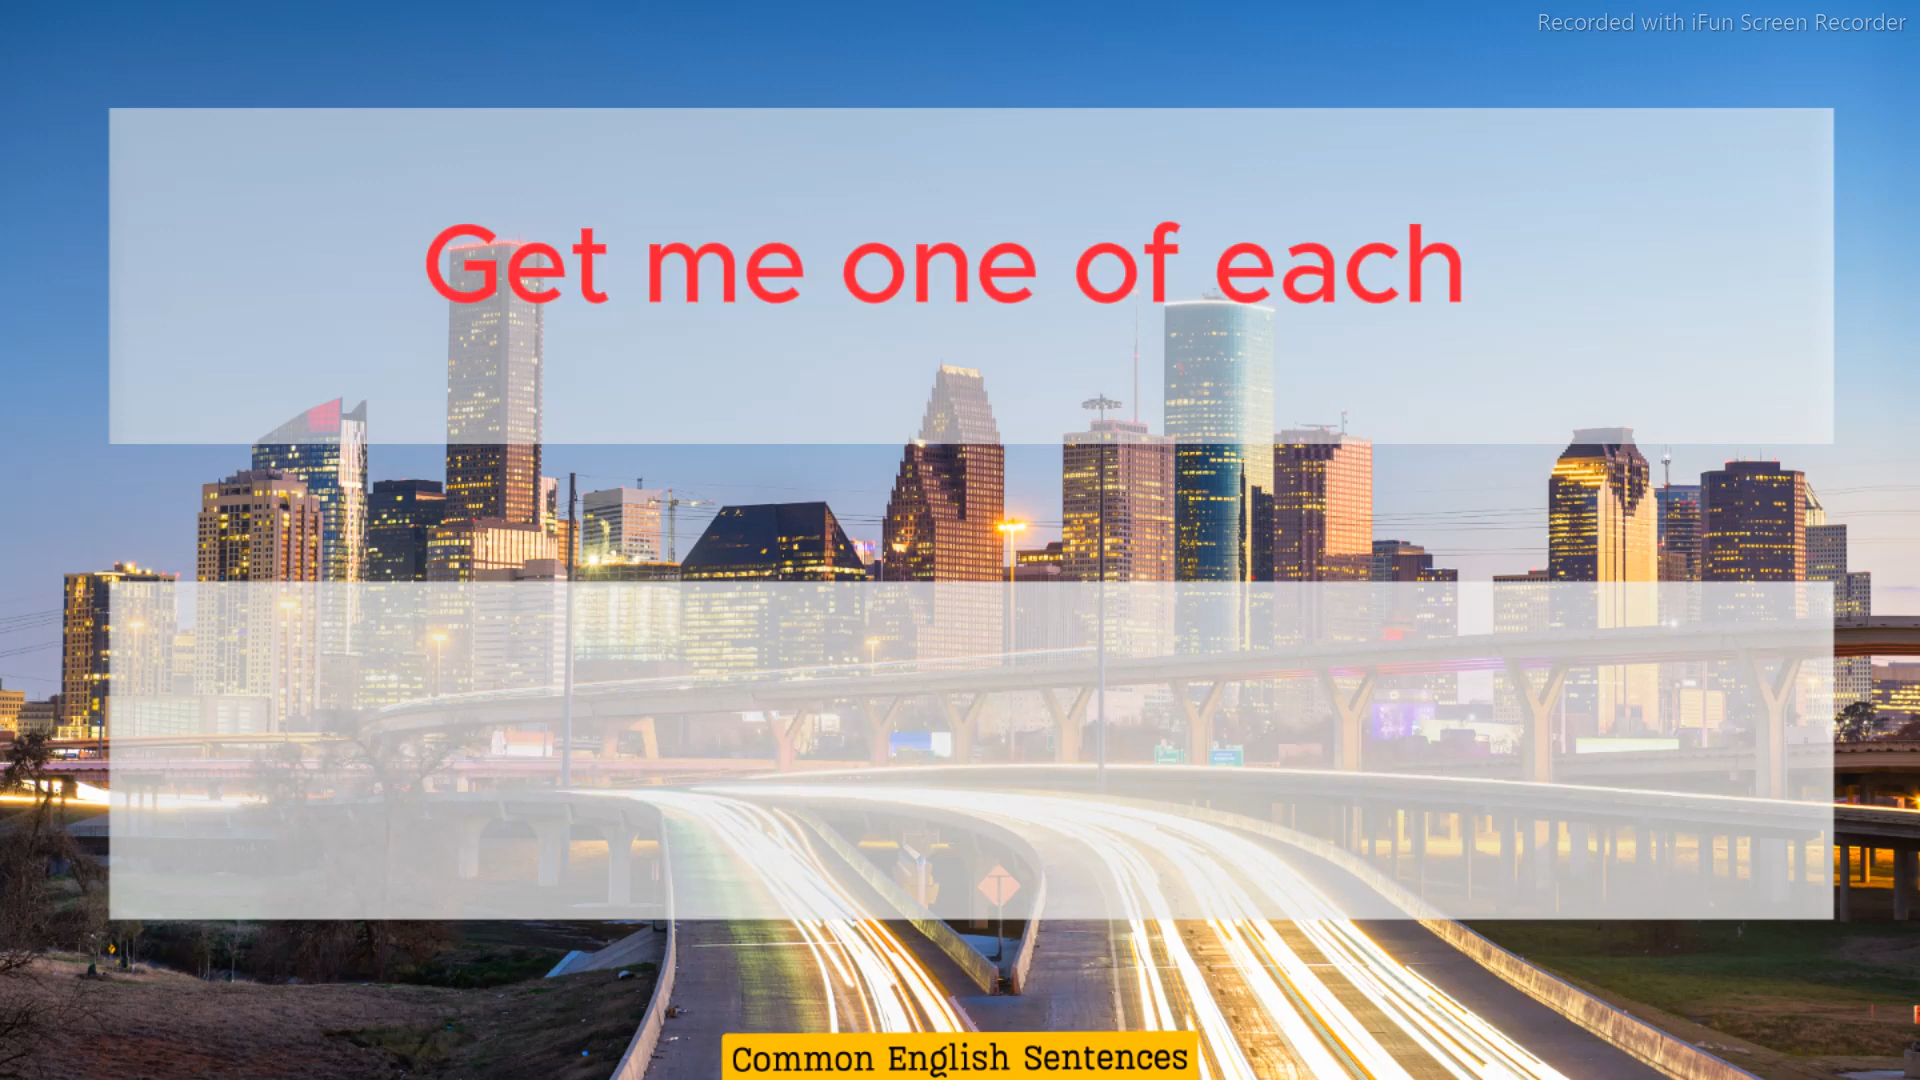 Recorded with iFun Screen Recorder
Get me one of each
Common English Sentences